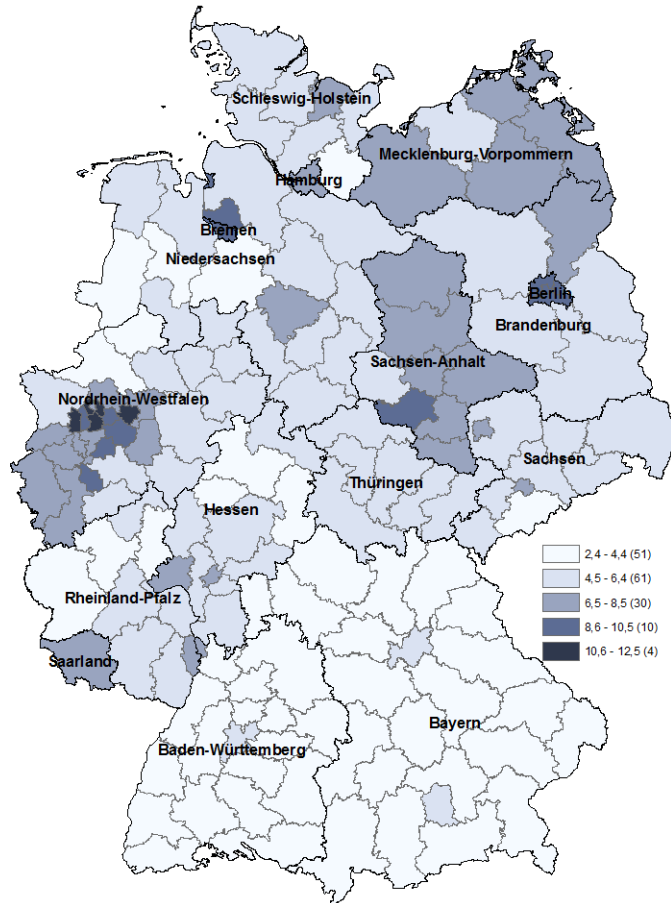 Schleswig-Holstein
Mecklenburg-Vorpommern
Hamburg
Bremen
Niedersachsen
Berlin
Brandenburg
Sachsen-Anhalt
Nordrhein-Westfalen
Sachsen
Thüringen
Hessen
2,4 - 4,4 (51)
4,5 - 6,4 (61)
6,5 - 8,5 (30)
8,6 - 10,5 (10)
10,6 - 12,5 (4)
Rheinland-Pfalz
Saarland
Bayern
Baden-Württemberg